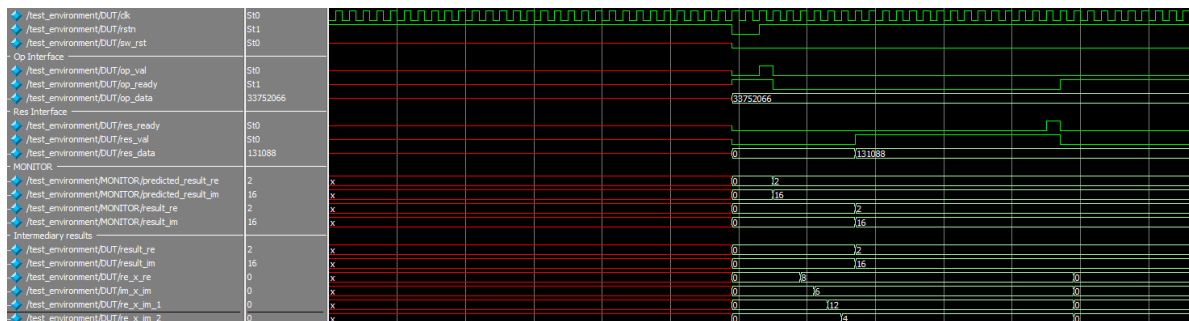 /test_environment/DUT/clk St0
/test_environment/DUT/rstn St1
/test_environment/DUT/sw_rst St0
Op Interface
/test_environment/DUT/op_val St0
/test_environment/DUT/op_ready St1
/test_environment/DUT/op_data 33752066 33752066
Res Interface
/test_environment/DUT/res_ready St0
/test_environment/DUT/res_val St0
/test_environment/DUT/res_data 131088 0 131088
MONITOR
/test_environment/MONITOR/predicted_result_re 2 x 0 2
/test_environment/MONITOR/predicted_result_im 16 x 0 16
/test_environment/MONITOR/result_re 2 x 0 2
/test_environment/MONITOR/result_im 16 x 0 16
Intermediary results
/test_environment/DUT/result_re 2 x 0 2
/test_environment/DUT/result_im 16 x 0 16
/test_environment/DUT/re_x_re 0 x 0 8 0
/test_environment/DUT/im_x_im 0 x 0 6 0
/test_environment/DUT/re_x_im_1 0 x 0 12 0
/test_environment/DUT/re_x_im_2 0 x 0 4 0